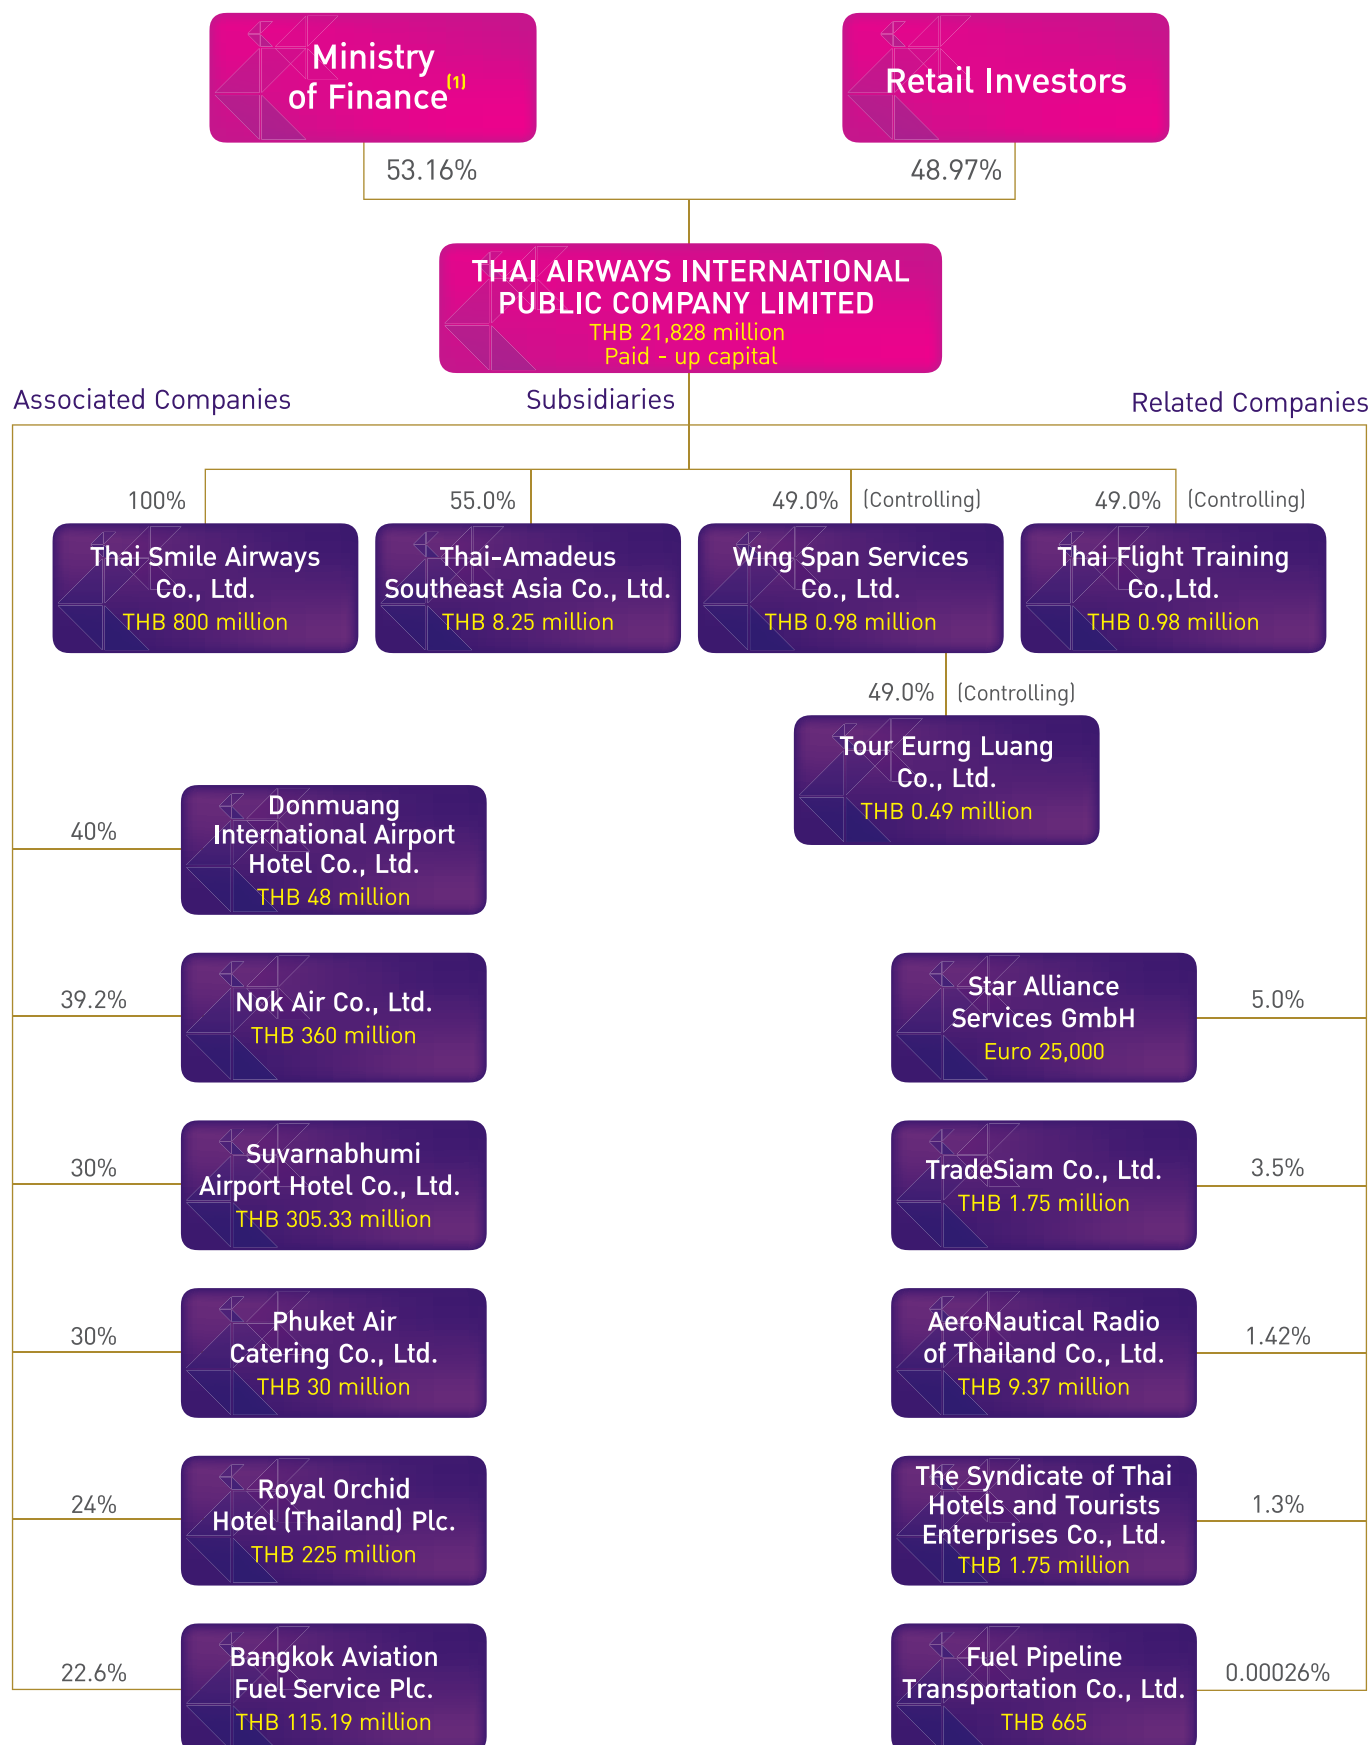 Ministry
of Finance(1)
Retail Investors
53.16%
48.97%
THAI AIRWAYS INTERNATIONAL
PUBLIC COMPANY LIMITED
THB 21,828 million
Paid - up capital
Associated Companies
Subsidiaries
Related Companies
100%
55.0%
49.0% (Controlling)
49.0% (Controlling)
Thai Smile Airways
Co., Ltd.
THB 800 million
Thai-Amadeus
Southeast Asia Co., Ltd.
THB 8.25 million
Wing Span Services
Co., Ltd.
THB 0.98 million
Thai Flight Training
Co.,Ltd.
THB 0.98 million
49.0% (Controlling)
Tour Eurng Luang
Co., Ltd.
THB 0.49 million
40%
Donmuang
International Airport
Hotel Co., Ltd.
THB 48 million
39.2%
Nok Air Co., Ltd.
THB 360 million
30%
Suvarnabhumi
Airport Hotel Co., Ltd.
THB 305.33 million
30%
Phuket Air
Catering Co., Ltd.
THB 30 million
24%
Royal Orchid
Hotel (Thailand) Plc.
THB 225 million
22.6%
Bangkok Aviation
Fuel Service Plc.
THB 115.19 million
Star Alliance
Services GmbH
Euro 25,000
5.0%
TradeSiam Co., Ltd.
THB 1.75 million
3.5%
AeroNautical Radio
of Thailand Co., Ltd.
THB 9.37 million
1.42%
The Syndicate of Thai
Hotels and Tourists
Enterprises Co., Ltd.
THB 1.75 million
1.3%
Fuel Pipeline
Transportation Co., Ltd.
THB 665
0.00026%